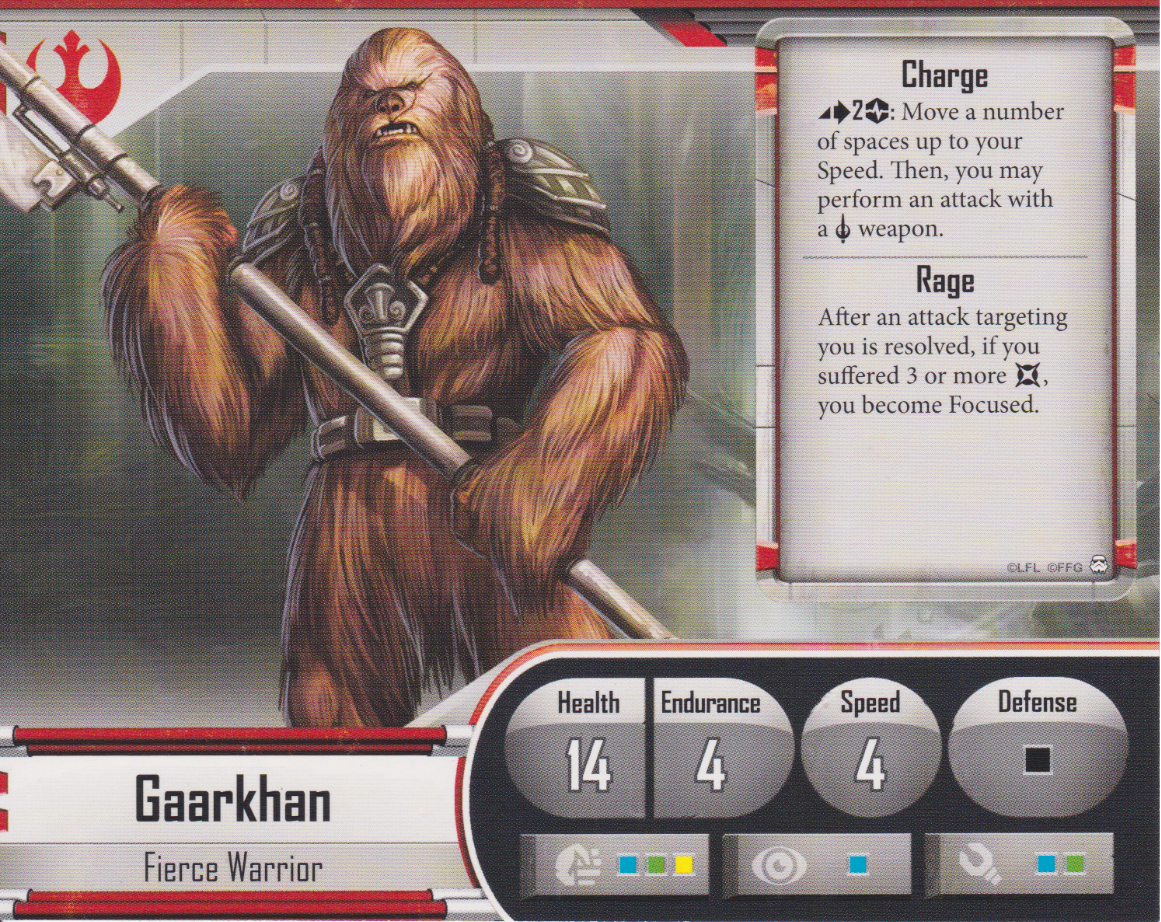 Charge
2: Move a number
of spaces up to your
Speed. Then, you may
perform an attack with
a weapon.
Rage
After an attack targeting
you is resolved, if you
suffered 3 or more ,
you become Focused.
©LFL ©FFG
Health Endurance Speed Defense
14 4 4
Gaarkhan
Fierce Warrior